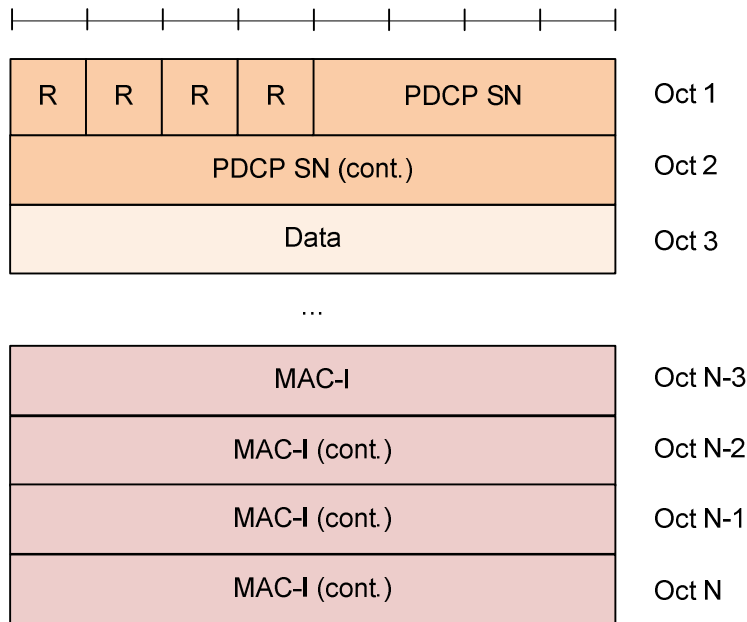 R R R R PDCP SN Oct 1
PDCP SN (cont.) Oct 2
Data Oct 3
...
MAC-I Oct N-3
MAC-I (cont.) Oct N-2
MAC-I (cont.) Oct N-1
MAC-I (cont.) Oct N